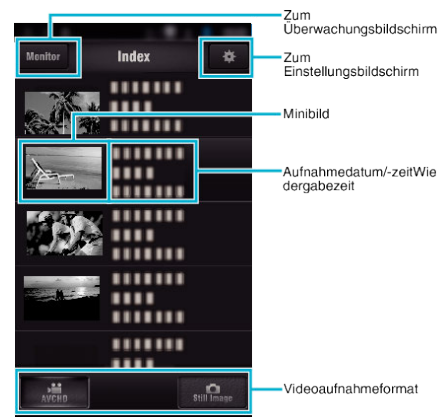 Zum
Überwachungsbildschirm
Monitor
Index
Zum
Einstellungsbildschirm
Minibild
Aufnahmedatum/-zeitWie
dergabezeit
Videoaufnahmeformat
AVCHD
Still Image